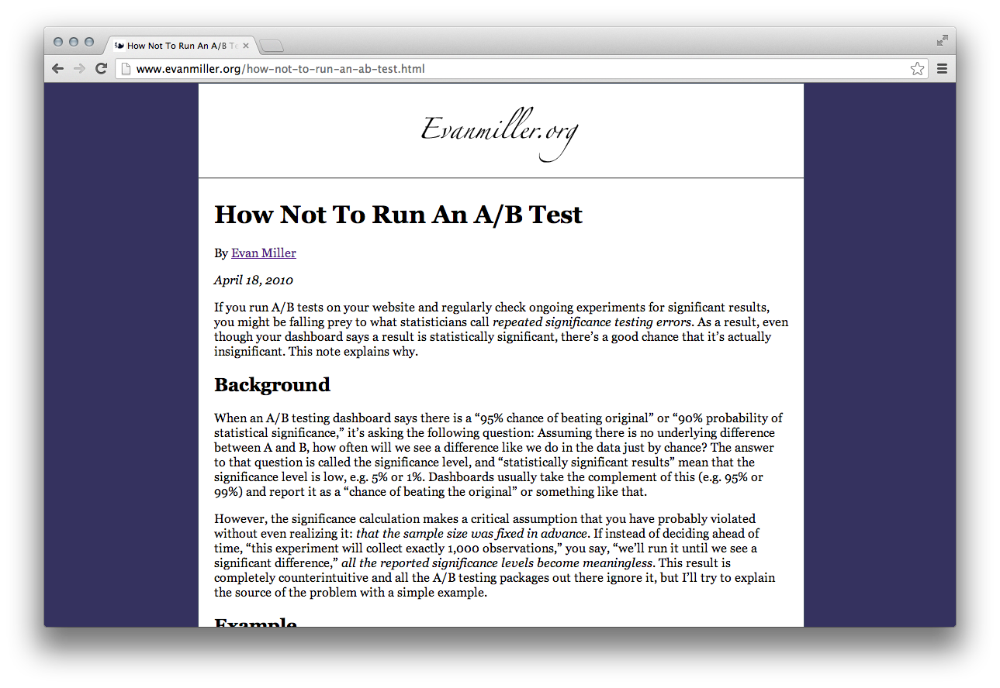 How Not To Run An A/B Te
www.evanmiller.org/how-not-to-run-an-ab-test.html
Evanmiller.org
How Not To Run An A/B Test
By Evan Miller
April 18, 2010
If you run A/B tests on your website and regularly check ongoing experiments for significant results,
you might be falling prey to what statisticians call repeated significance testing errors. As a result, even
though your dashboard says a result is statistically significant, there’s a good chance that it’s actually
insignificant. This note explains why.
Background
When an A/B testing dashboard says there is a “95% chance of beating original” or “90% probability of
statistical significance,” it’s asking the following question: Assuming there is no underlying difference
between A and B, how often will we see a difference like we do in the data just by chance? The answer
to that question is called the significance level, and “statistically significant results” mean that the
significance level is low, e.g. 5% or 1%. Dashboards usually take the complement of this (e.g. 95% or
99%) and report it as a “chance of beating the original” or something like that.
However, the significance calculation makes a critical assumption that you have probably violated
without even realizing it: that the sample size was fixed in advance. If instead of deciding ahead of
time, “this experiment will collect exactly 1,000 observations,” you say, “we’ll run it until we see a
significant difference,” all the reported significance levels become meaningless. This result is
completely counterintuitive and all the A/B testing packages out there ignore it, but I’ll try to explain
the source of the problem with a simple example.
Example